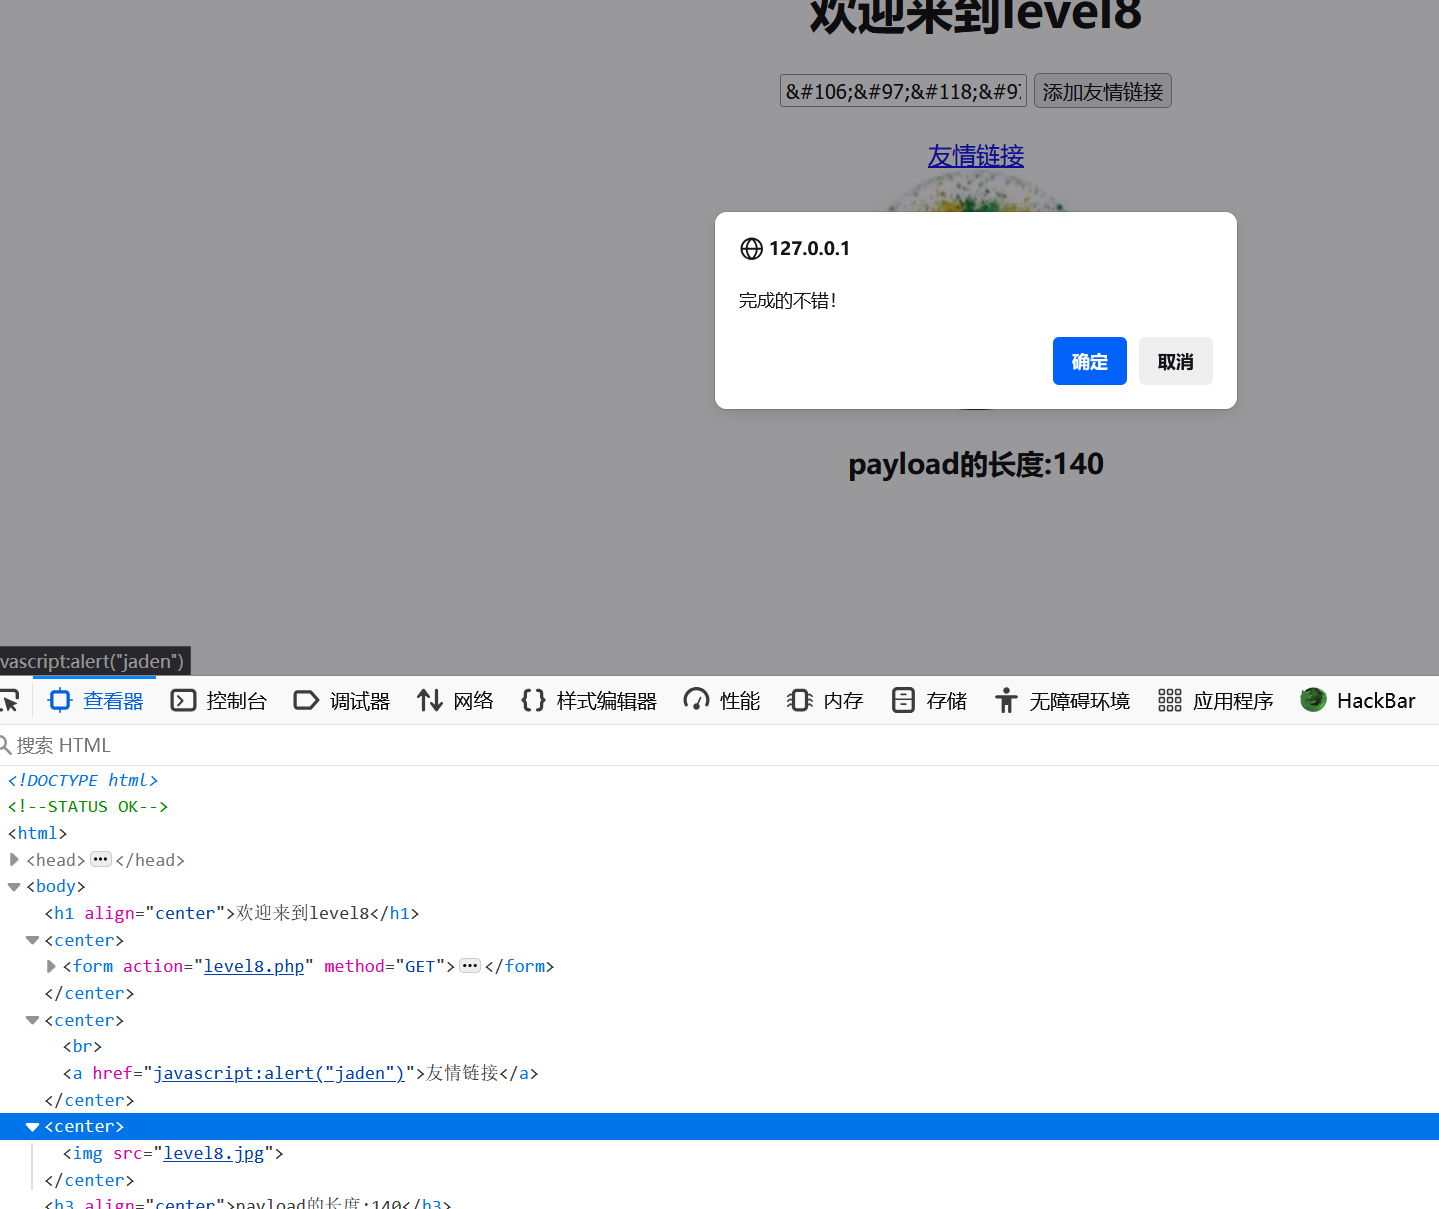 欢迎来到level8
&#106;&#97;&#118;&#97; 添加友情链接
友情链接
127.0.0.1
完成的不错！
确定 取消
payload的长度:140
vascript:alert("jaden")
查看器 控制台 调试器 网络 样式编辑器 性能 内存 存储 无障碍环境 应用程序 HackBar
搜索 HTML
<!DOCTYPE html>
<!--STATUS OK-->
<html>
<head>•••</head>
<body>
<h1 align="center">欢迎来到level8</h1>
<center>
<form action="level8.php" method="GET">•••</form>
</center>
<center>
<br>
<a href="javascript:alert("jaden")">友情链接</a>
</center>
<center>
<img src="level8.jpg">
</center>
<h3 align="center">payload的长度:140</h3>